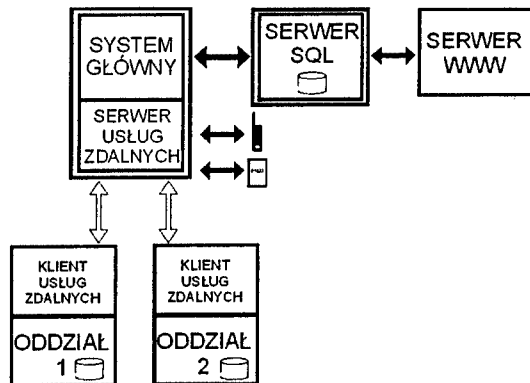 SYSTEM
GŁÓWNY
SERWER
SQL
SERWER
WWW
SERWER
USŁUG
ZDALNYCH
KLIENT
USŁUG
ZDALNYCH
KLIENT
USŁUG
ZDALNYCH
ODDZIAŁ
1
ODDZIAŁ
2